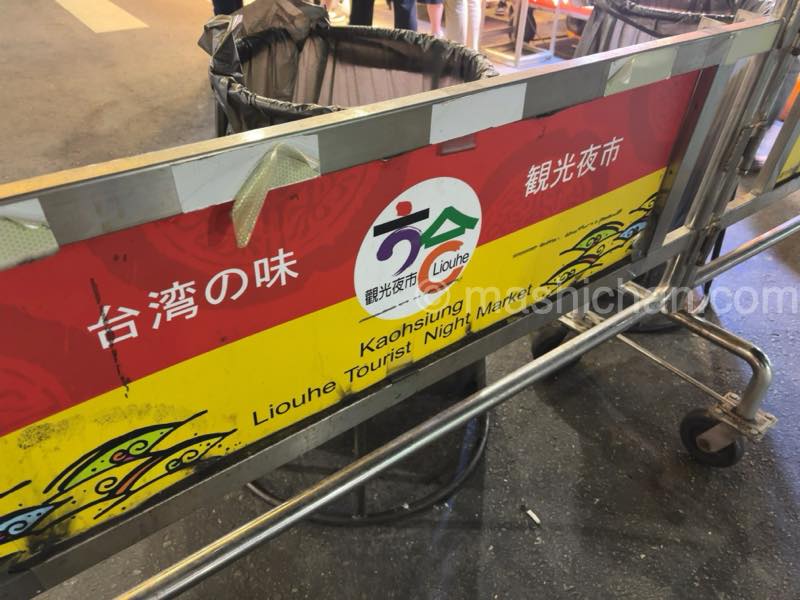 台湾の味
観光夜市
六合
Liouhe
觀光夜市
Kaohsiung
Liouhe Tourist Night Market
© mashichan.com